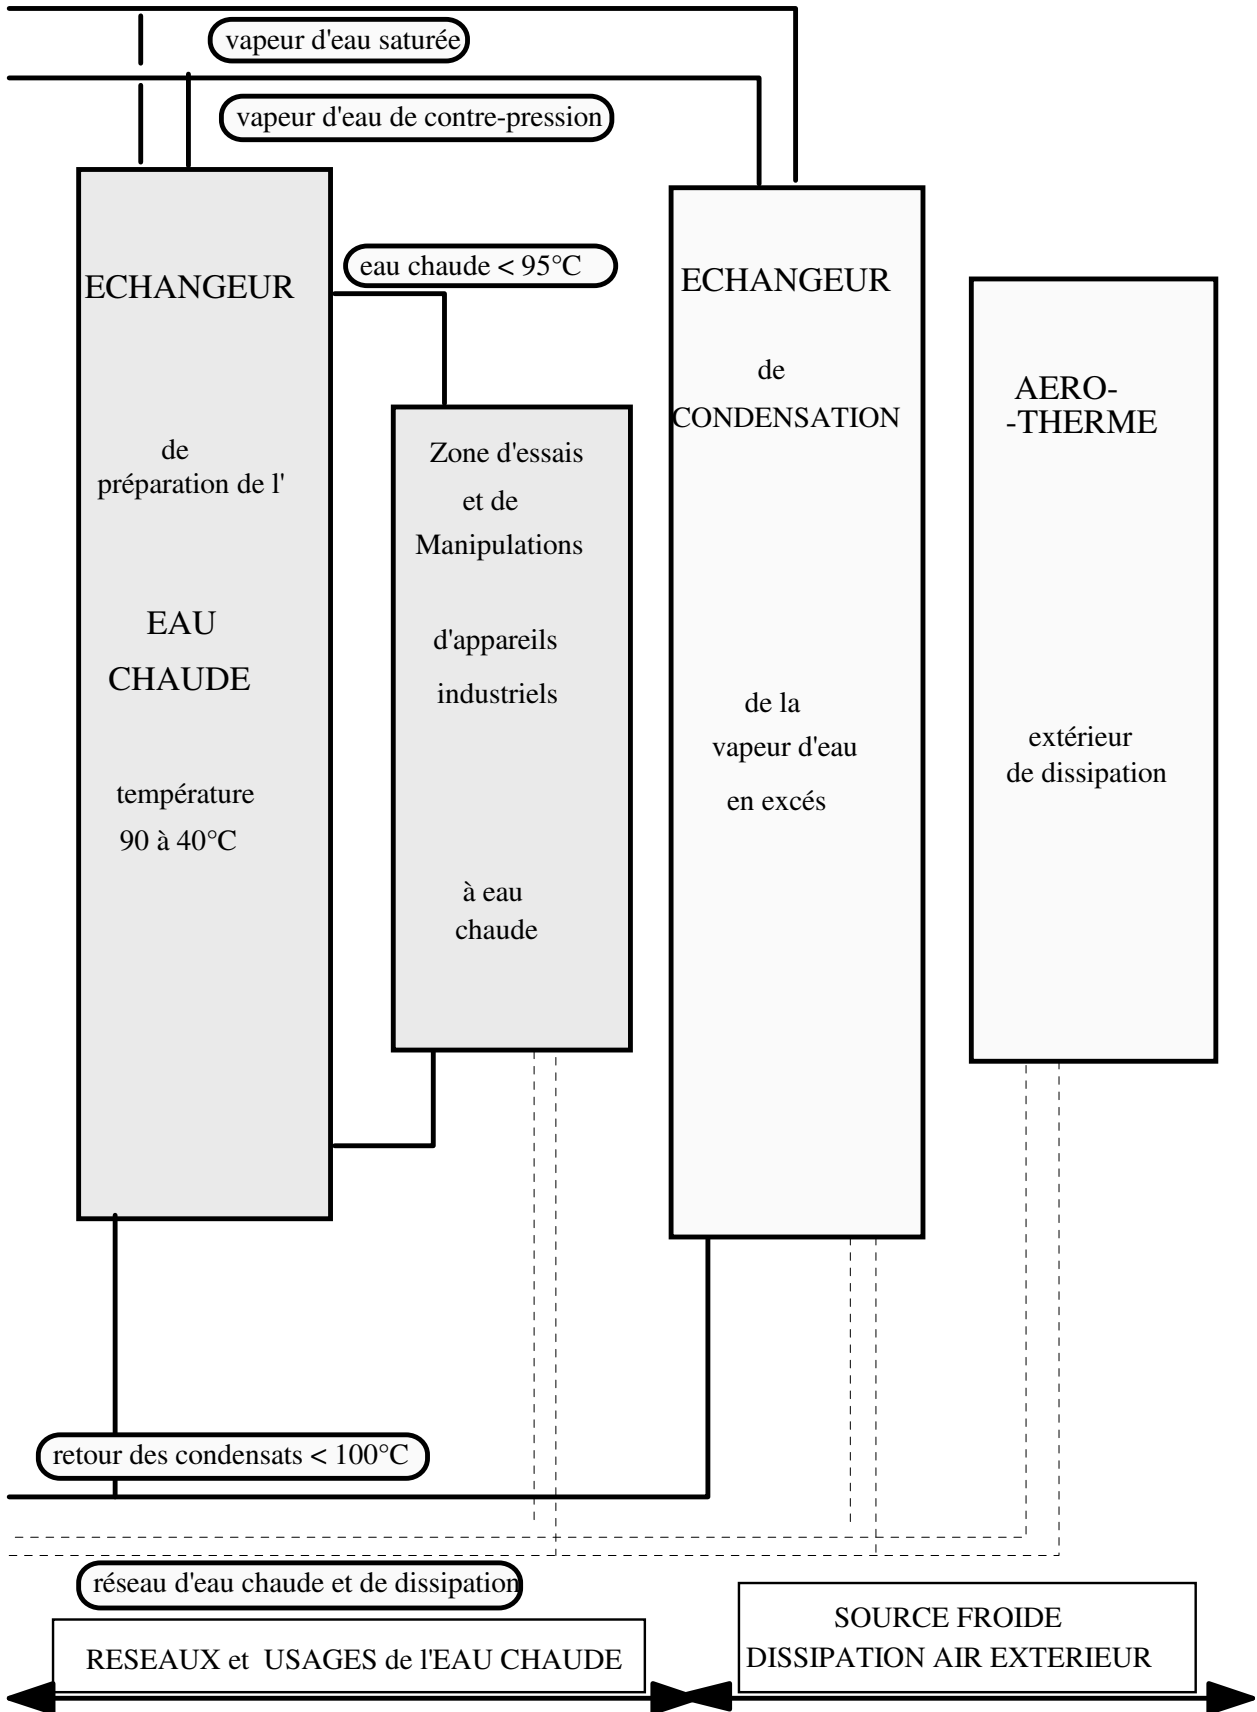 vapeur d'eau saturée
vapeur d'eau de contre-pression
ECHANGEUR
de
préparation de l'
EAU
CHAUDE
température
90 à 40°C
eau chaude < 95°C
Zone d'essais
et de
Manipulations
d'appareils
industriels
à eau
chaude
ECHANGEUR
de
CONDENSATION
de la
vapeur d'eau
en excés
AERO-
-THERME
extérieur
de dissipation
retour des condensats < 100°C
réseau d'eau chaude et de dissipation
RESEAUX et  USAGES de l'EAU CHAUDE
SOURCE FROIDE
DISSIPATION AIR EXTERIEUR